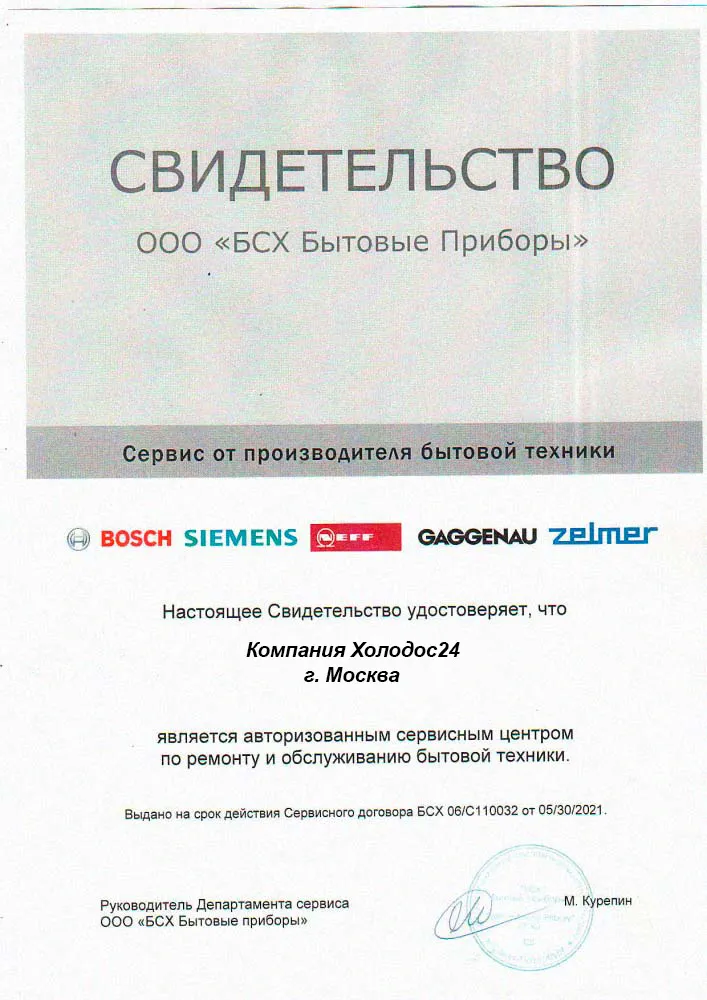 СВИДЕТЕЛЬСТВО
ООО «БСХ Бытовые Приборы»
Сервис от производителя бытовой техники
BOSCH SIEMENS NEFF GAGGENAU zelmer
Настоящее Свидетельство удостоверяет, что
Компания Холодос24
г. Москва
является авторизованным сервисным центром
по ремонту и обслуживанию бытовой техники.
Выдано на срок действия Сервисного договора БСХ 06/С110032 от 05/30/2021.
Руководитель Департамента сервиса
ООО «БСХ Бытовые приборы»
М. Курепин